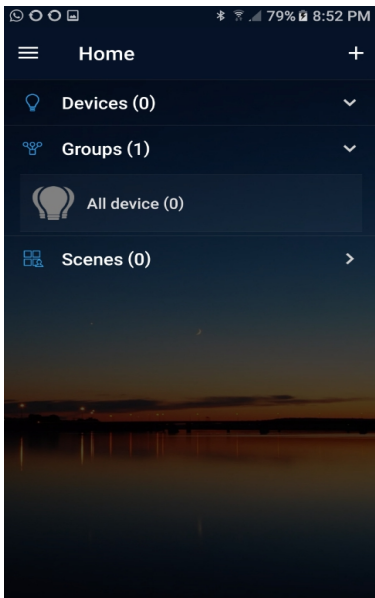 79% 8:52 PM
Home
Devices (0)
Groups (1)
All device (0)
Scenes (0)